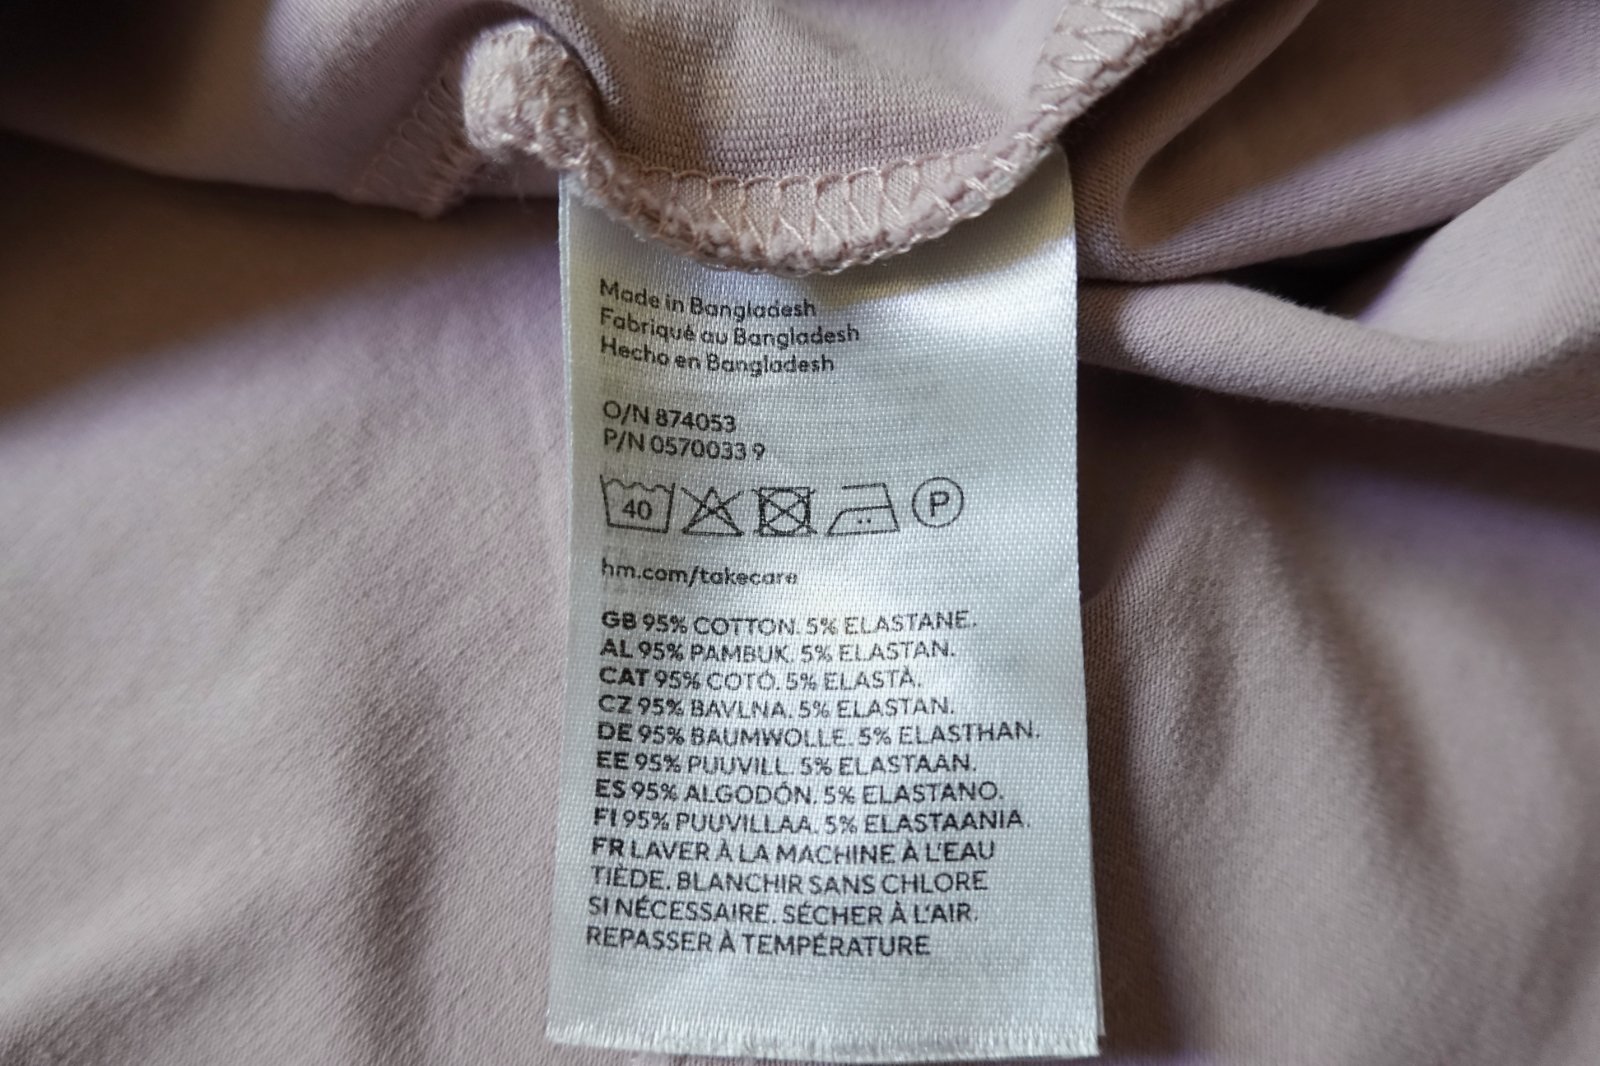 Made in Bangladesh
Fabriqué au Bangladesh
Hecho en Bangladesh
O/N 874053
P/N 0570033 9
40 P
hm.com/takecare
GB 95% COTTON. 5% ELASTANE.
AL 95% PAMBUK. 5% ELASTAN.
CAT 95% COTÓ. 5% ELASTÀ.
CZ 95% BAVLNA. 5% ELASTAN.
DE 95% BAUMWOLLE. 5% ELASTHAN.
EE 95% PUUVILL. 5% ELASTAAN.
ES 95% ALGODÓN. 5% ELASTANO.
FI 95% PUUVILLAA. 5% ELASTAANIA.
FR LAVER À LA MACHINE À L'EAU
TIÈDE. BLANCHIR SANS CHLORE
SI NÉCESSAIRE. SÉCHER À L'AIR.
REPASSER À TEMPÉRATURE